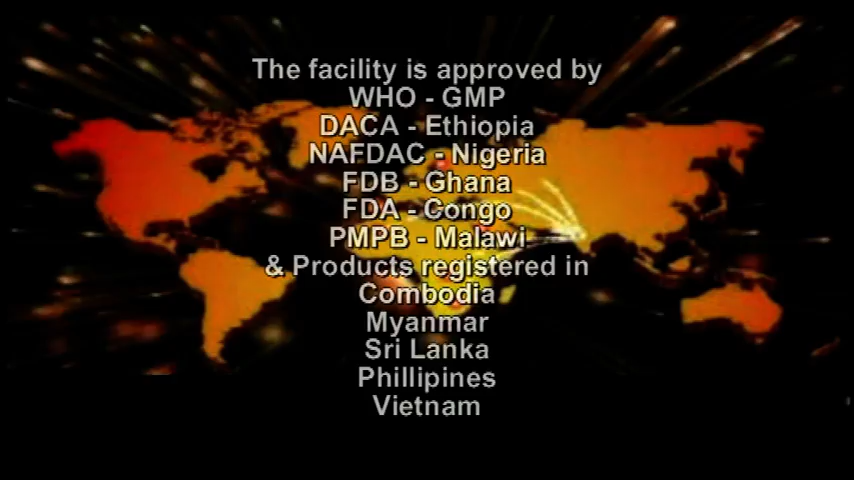 The facility is approved by
WHO - GMP
DACA - Ethiopia
NAFDAC - Nigeria
FDB - Ghana
FDA - Congo
PMPB - Malawi
& Products registered in
Combodia
Myanmar
Sri Lanka
Phillipines
Vietnam